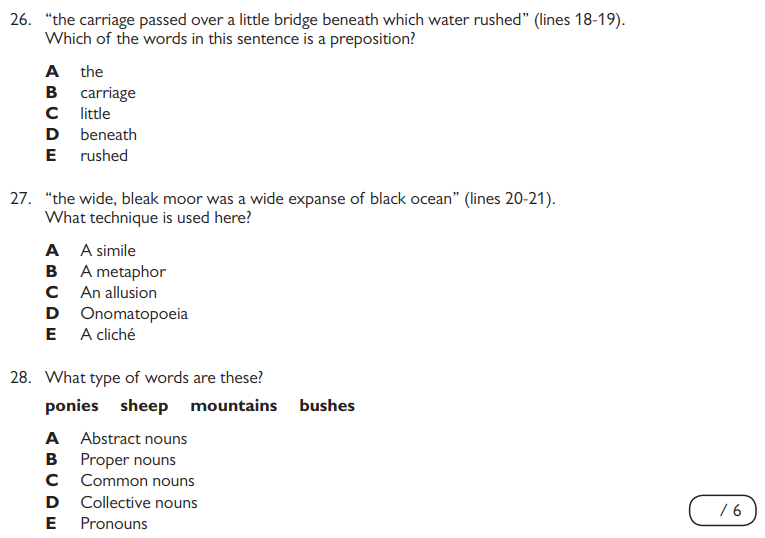 26. “the carriage passed over a little bridge beneath which water rushed” (lines 18-19).
Which of the words in this sentence is a preposition?
A the
B carriage
C little
D beneath
E rushed
27. “the wide, bleak moor was a wide expanse of black ocean” (lines 20-21).
What technique is used here?
A A simile
B A metaphor
C An allusion
D Onomatopoeia
E A cliché
28. What type of words are these?
ponies sheep mountains bushes
A Abstract nouns
B Proper nouns
C Common nouns
D Collective nouns
E Pronouns
/ 6